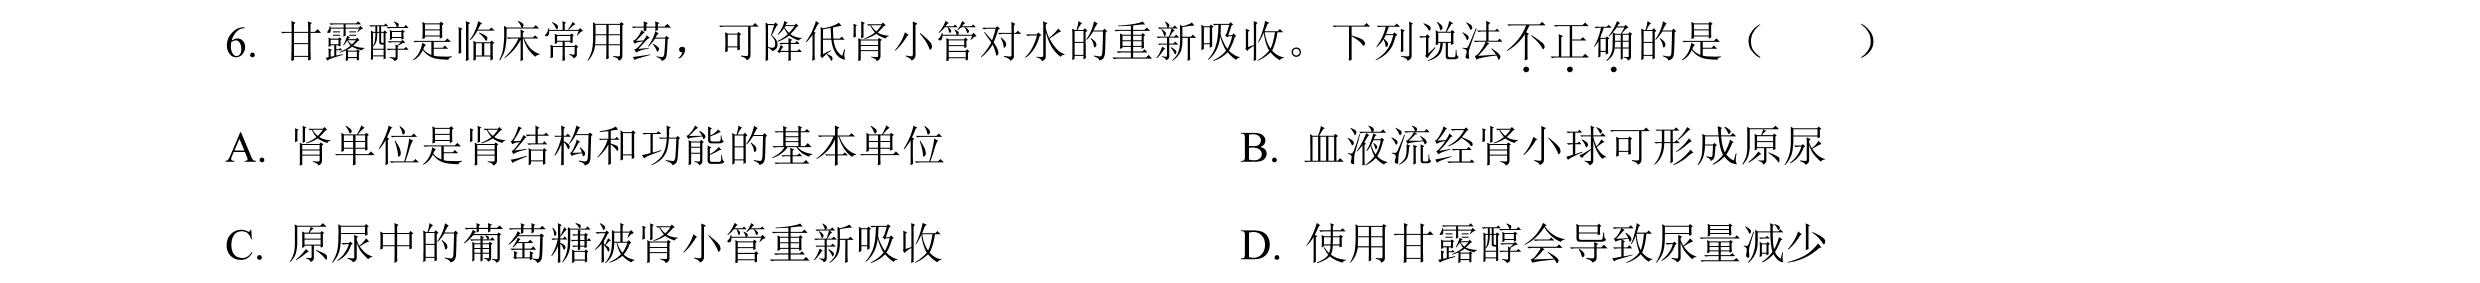 6. 甘露醇是临床常用药，可降低肾小管对水的重新吸收。下列说法不正确的是（　　）
A. 肾单位是肾结构和功能的基本单位 B. 血液流经肾小球可形成原尿
C. 原尿中的葡萄糖被肾小管重新吸收 D. 使用甘露醇会导致尿量减少